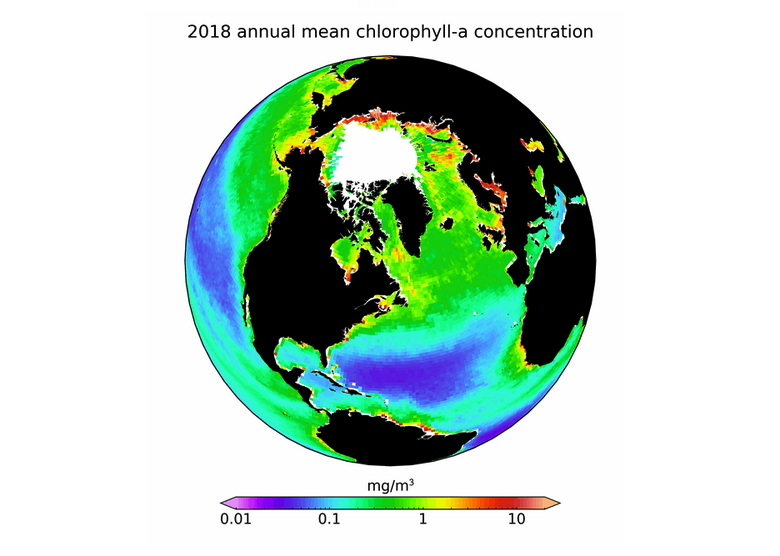 2018 annual mean chlorophyll-a concentration
mg/m³
0.01 0.1 1 10